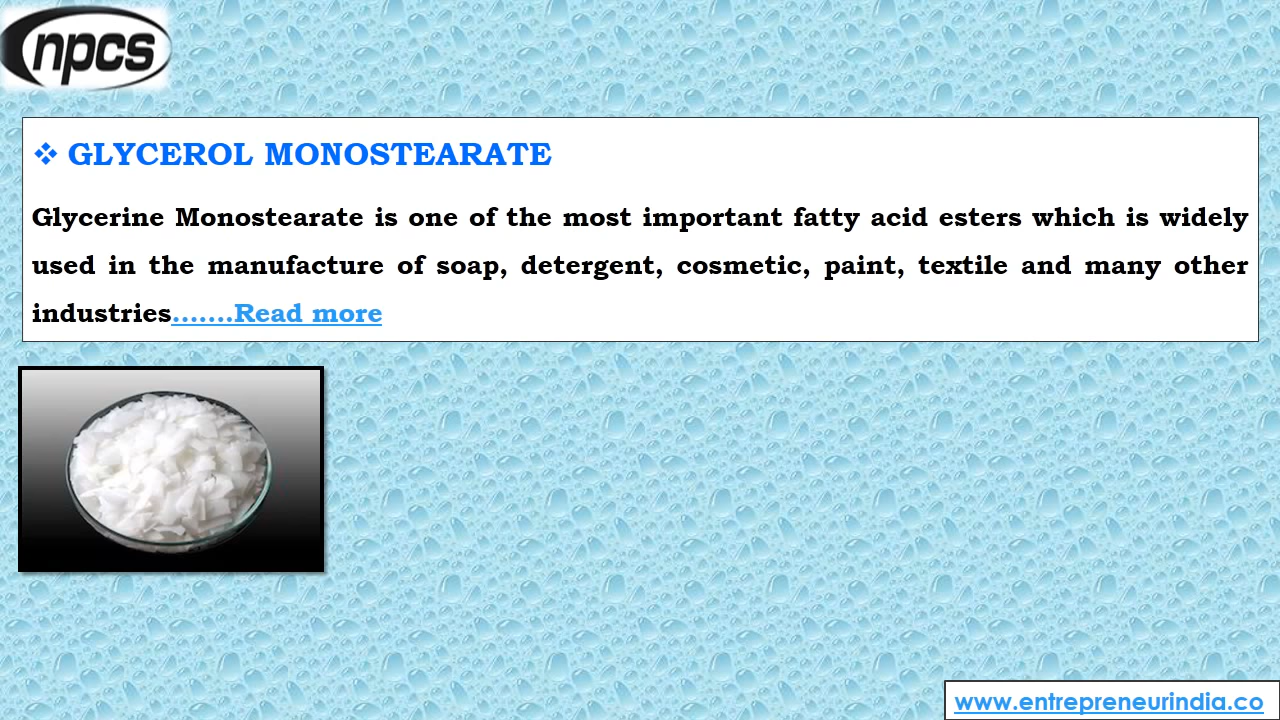 npcs
❖ GLYCEROL MONOSTEARATE
Glycerine Monostearate is one of the most important fatty acid esters which is widely
used in the manufacture of soap, detergent, cosmetic, paint, textile and many other
industries.......Read more
www.entrepreneurindia.co